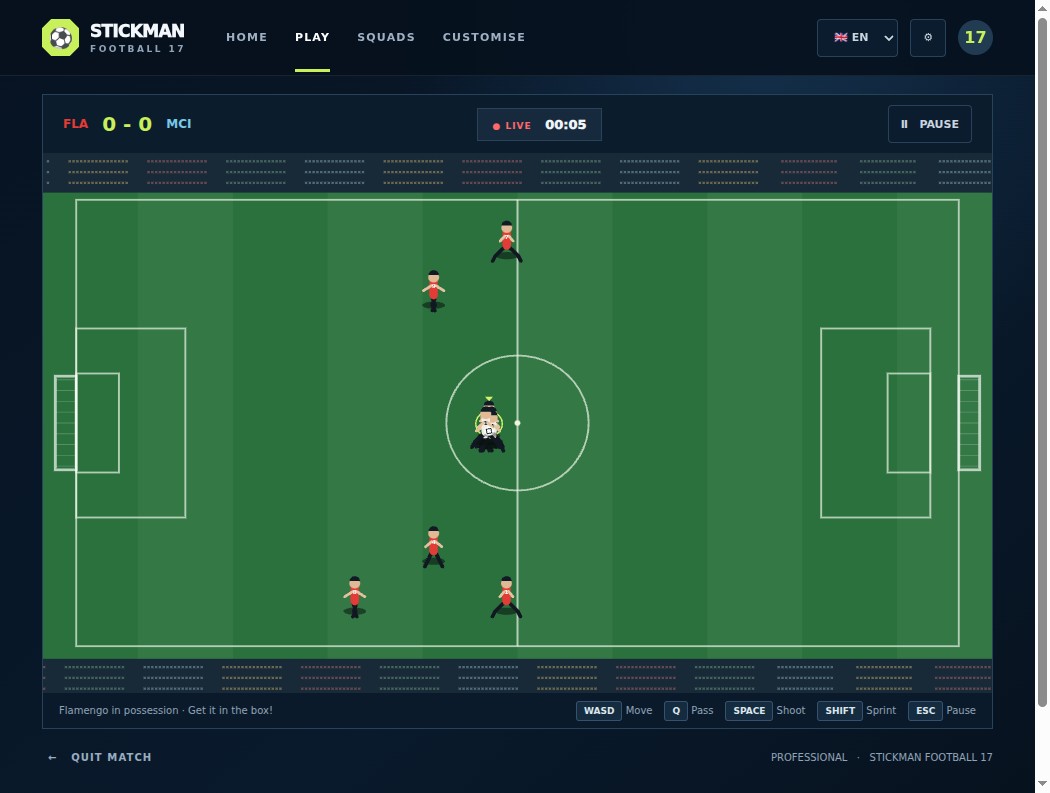 STICKMAN
FOOTBALL 17
HOME
PLAY
SQUADS
CUSTOMISE
EN
17
FLA 0 - 0 MCI
LIVE 00:05
PAUSE
Flamengo in possession · Get it in the box!
WASD Move Q Pass SPACE Shoot SHIFT Sprint ESC Pause
← QUIT MATCH
PROFESSIONAL · STICKMAN FOOTBALL 17